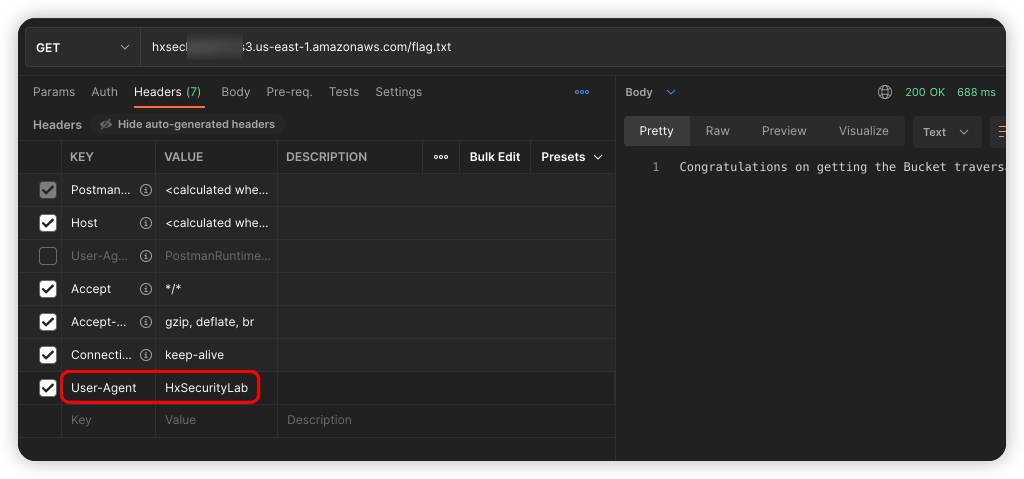 GET hxsec s3.us-east-1.amazonaws.com/flag.txt
Params Auth Headers (7) Body Pre-req. Tests Settings
Headers Hide auto-generated headers
KEY VALUE DESCRIPTION Bulk Edit Presets
Postman... <calculated whe...
Host <calculated whe...
User-Ag... PostmanRuntime...
Accept */*
Accept-... gzip, deflate, br
Connecti... keep-alive
User-Agent HxSecurityLab
Key Value Description
Body 200 OK 688 ms
Pretty Raw Preview Visualize Text
1 Congratulations on getting the Bucket travers